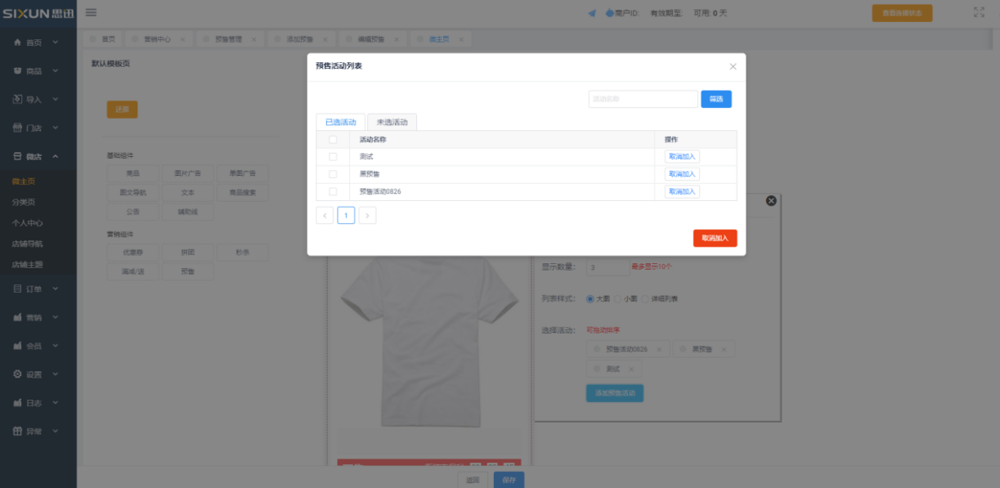 SIXUN 思迅
商户ID: 有效期至: 可用: 0 天
查看连接状态
首页
商品
导入
门店
微店
微主页
分类页
个人中心
店铺导航
店铺主题
订单
营销
会员
设置
日志
异常
首页 营销中心 预售管理 添加预售 编辑预售 微主页
默认模板页
还原
基础组件
商品 图片广告 单图广告
图文导航 文本 商品搜索
公告 辅助线
营销组件
优惠券 拼团 秒杀
满减/送 预售
预售活动列表
活动名称 筛选
已选活动 未选活动
活动名称 操作
测试 取消加入
黑预售 取消加入
预售活动0826 取消加入
1
取消加入
显示数量: 3 最多显示10个
列表样式: 大图 小图 详细列表
选择活动: 可拖动排序
预售活动0826 黑预售
测试
添加预售活动
返回 保存